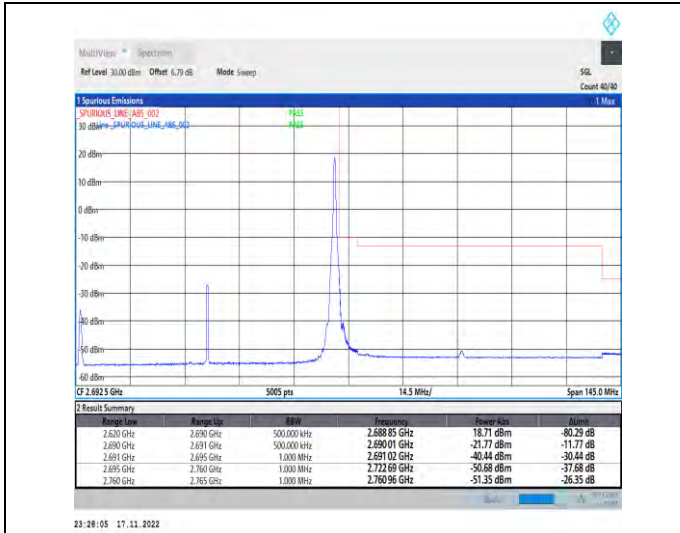 MultiView Spectrum
Ref Level 30.00 dBm Offset 6.79 dB Mode Sweep SGL
Count 40/40
1 Spurious Emissions 1 Max
_SPURIOUS_LINE_ABS_002 PASS
30 dBm Line _SPURIOUS_LINE_ABS_002 PASS
20 dBm
10 dBm
0 dBm
-10 dBm
-20 dBm
-30 dBm
-40 dBm
-50 dBm
-60 dBm
CF 2.6925 GHz 5005 pts 14.5 MHz/ Span 145.0 MHz
2 Result Summary
Range Low Range Up RBW Frequency Power Abs ΔLimit
2.620 GHz 2.690 GHz 500.000 kHz 2.688 85 GHz 18.71 dBm -80.29 dB
2.690 GHz 2.691 GHz 500.000 kHz 2.690 01 GHz -21.77 dBm -11.77 dB
2.691 GHz 2.695 GHz 1.000 MHz 2.691 02 GHz -40.44 dBm -30.44 dB
2.695 GHz 2.760 GHz 1.000 MHz 2.722 69 GHz -50.68 dBm -37.68 dB
2.760 GHz 2.765 GHz 1.000 MHz 2.760 96 GHz -51.35 dBm -26.35 dB
23:28:05 17.11.2022